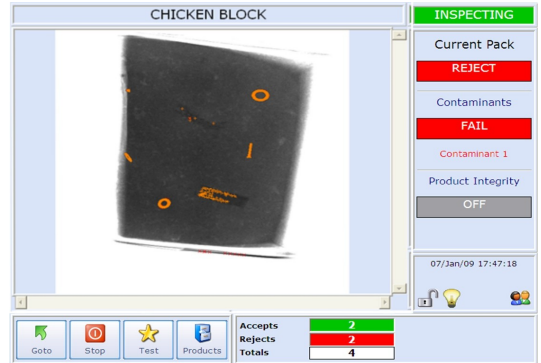 CHICKEN BLOCK
INSPECTING
Current Pack
REJECT
Contaminants
FAIL
Contaminant 1
Product Integrity
OFF
07/Jan/09 17:47:18
Goto
Stop
Test
Products
Accepts 2
Rejects 2
Totals 4